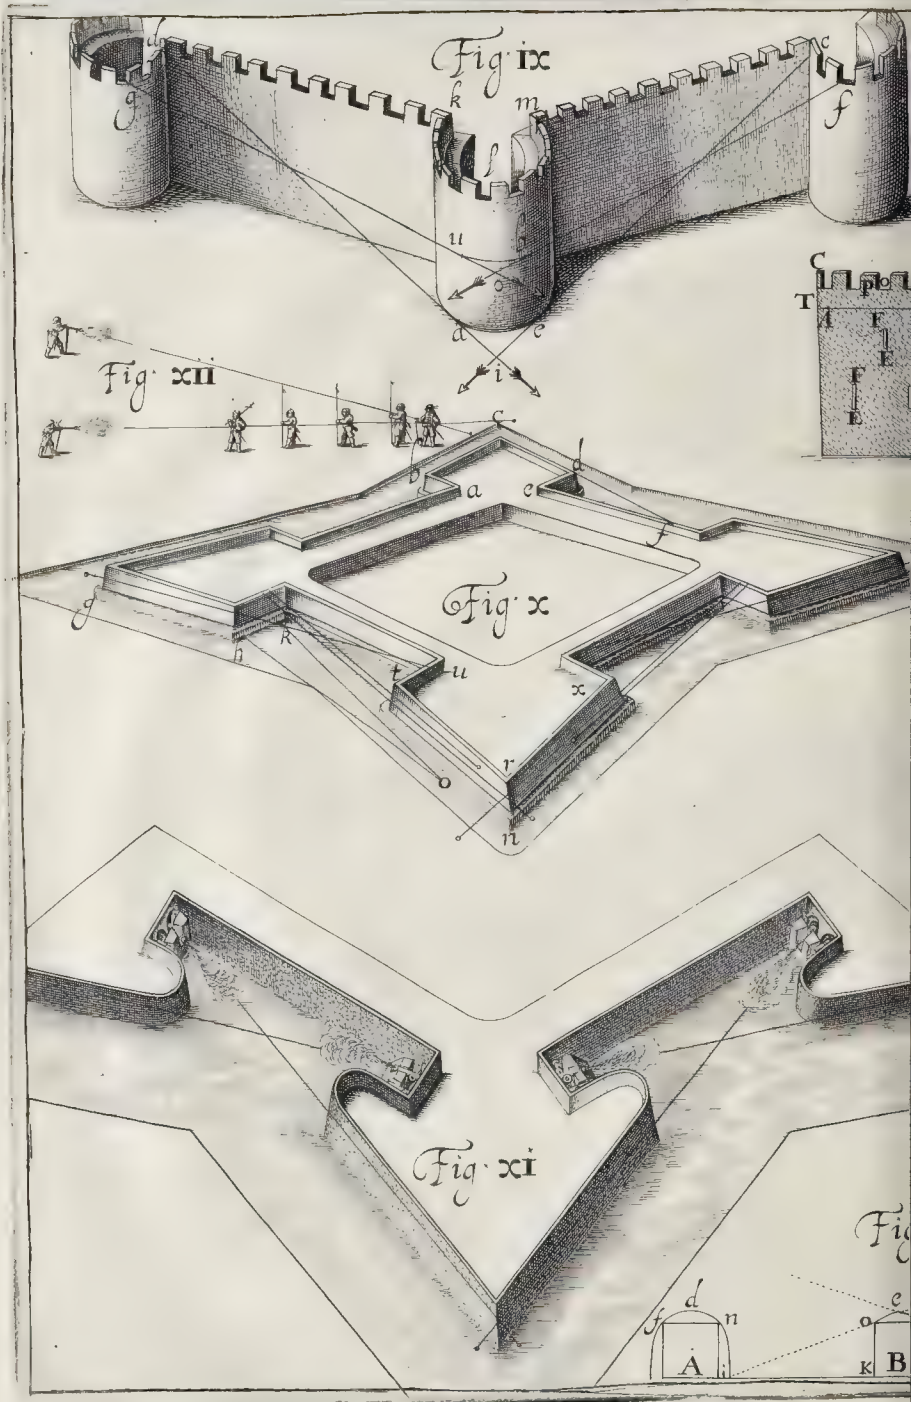 d c
Fig. ix
g k m f
l
u
o
a e
i
C
p o
T A F
E
F
E
Fig. xii
c
b d
a e
f
Fig. x
g
h k t u x
r
o
n
Fig. xi
Fig
d e
f n o
A i K B